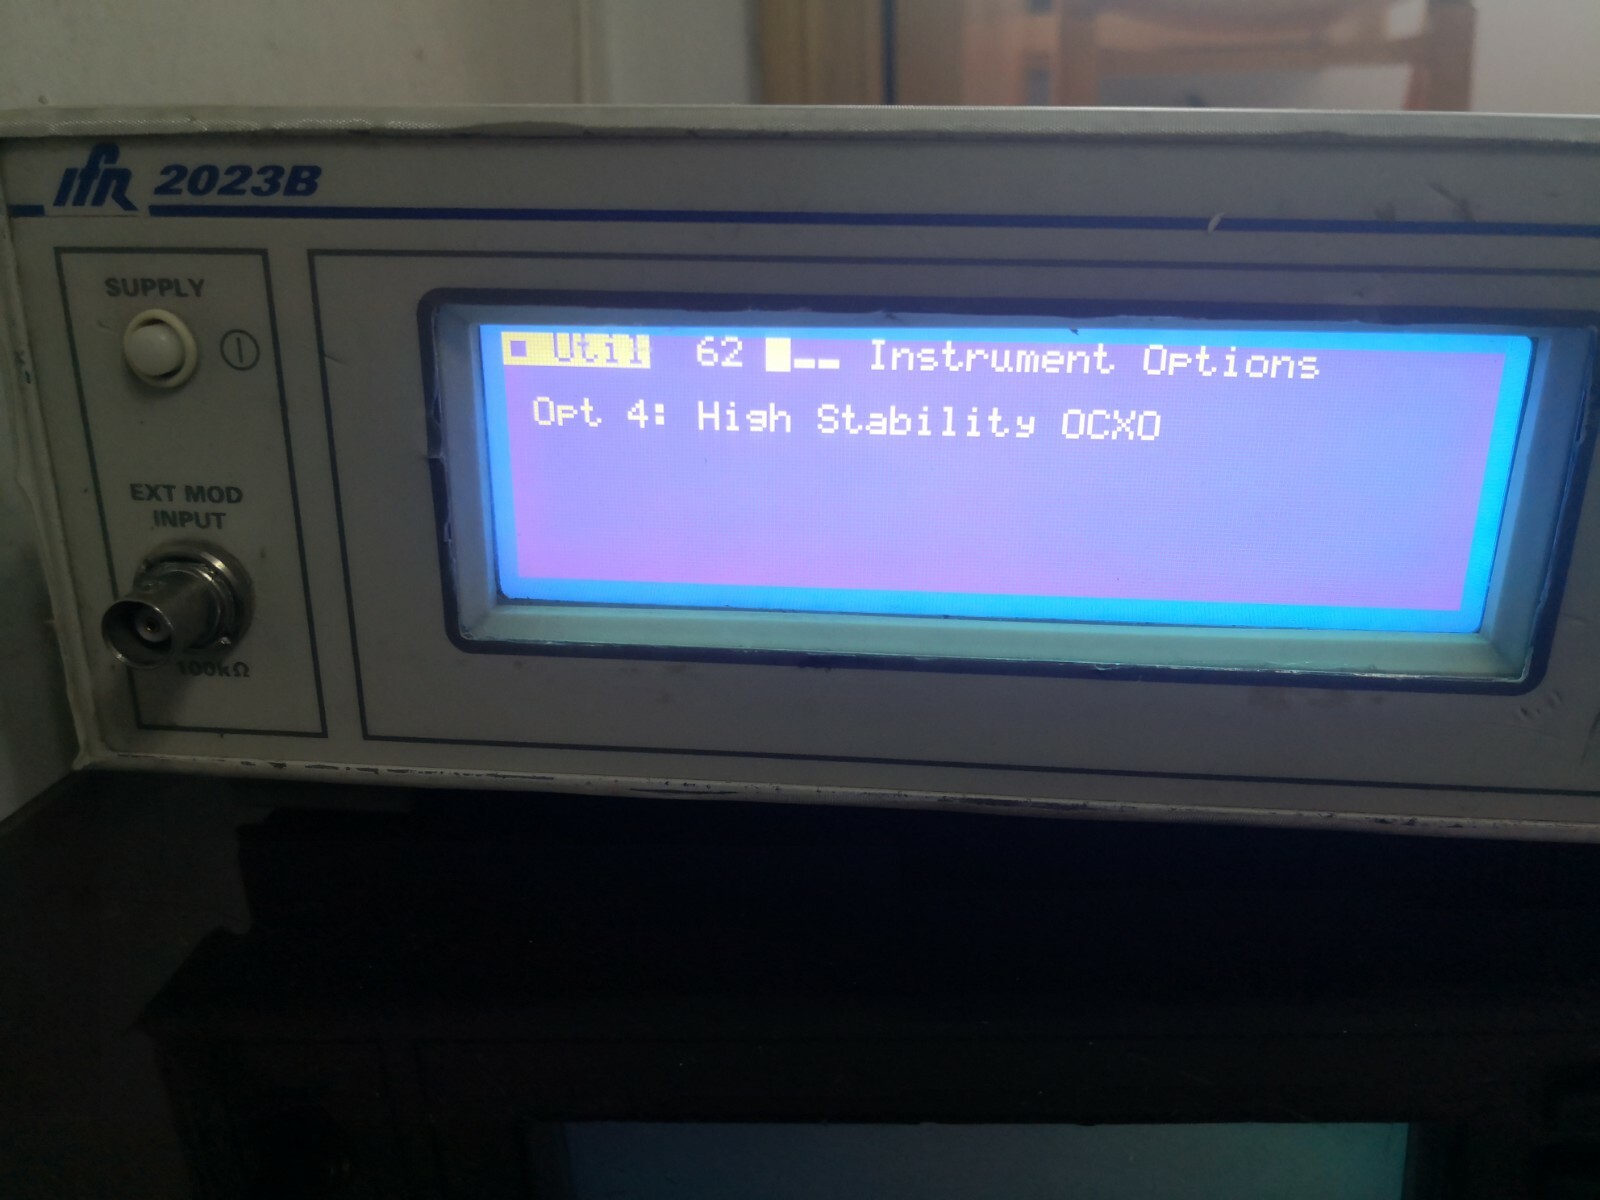 ifr 2023B
SUPPLY
Util 62 Instrument Options
Opt 4: High Stability OCXO
EXT MOD
INPUT
100kΩ